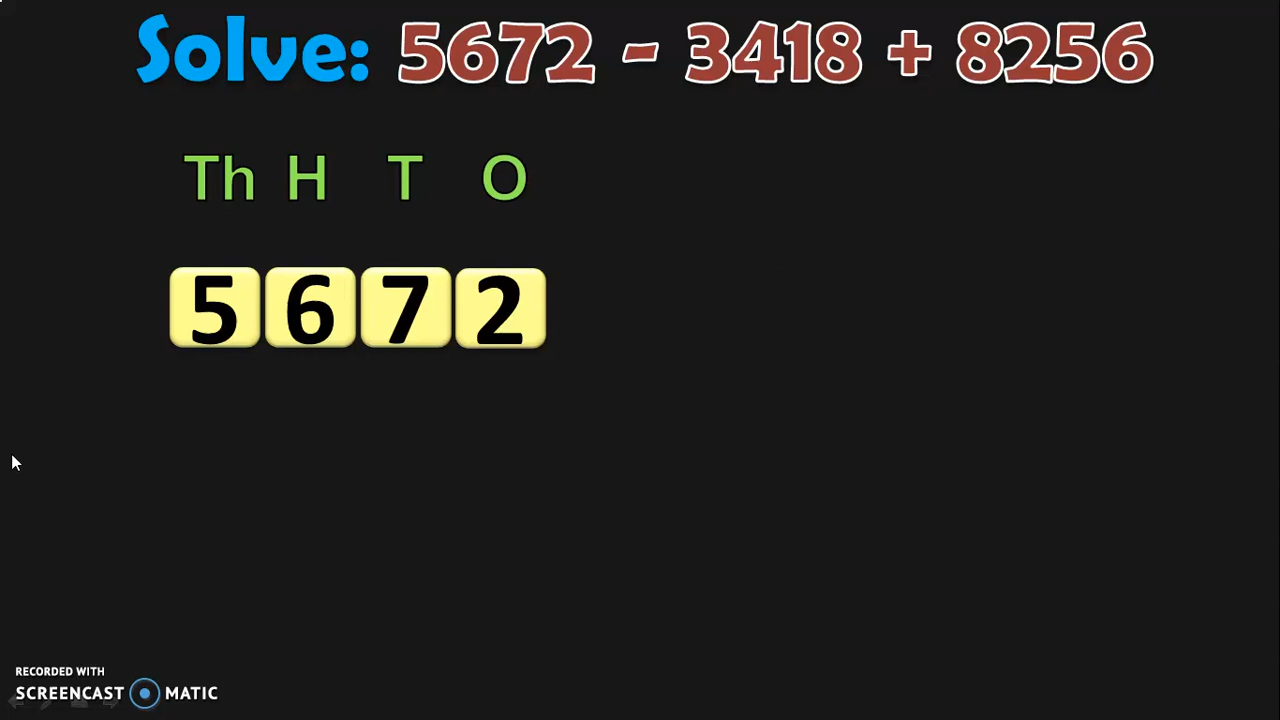 Solve: 5672 - 3418 + 8256
Th H T O
5 6 7 2
RECORDED WITH
SCREENCAST MATIC